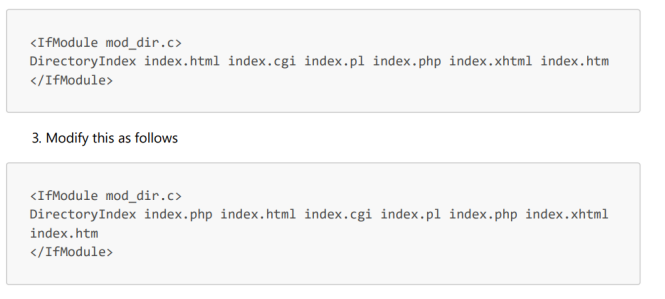 <IfModule mod_dir.c>
DirectoryIndex index.html index.cgi index.pl index.php index.xhtml index.htm
</IfModule>
3. Modify this as follows
<IfModule mod_dir.c>
DirectoryIndex index.php index.html index.cgi index.pl index.php index.xhtml
index.htm
</IfModule>